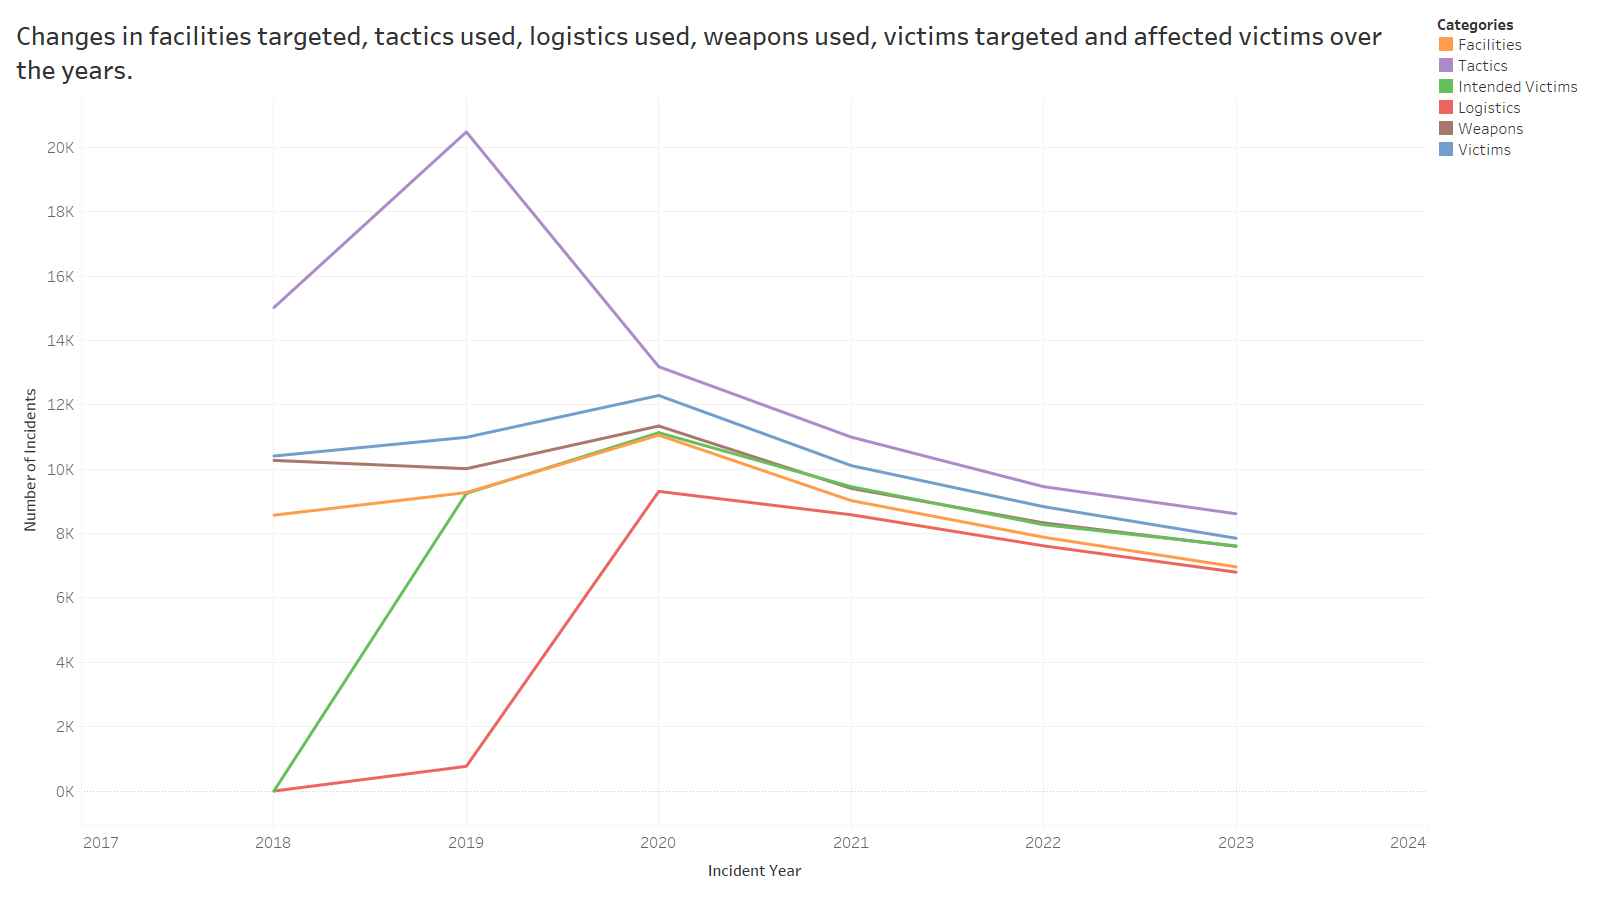 Changes in facilities targeted, tactics used, logistics used, weapons used, victims targeted and affected victims over
the years.
Categories
Facilities
Tactics
Intended Victims
Logistics
Weapons
Victims
20K
18K
16K
14K
12K
10K
8K
6K
4K
2K
0K
Number of Incidents
2017 2018 2019 2020 2021 2022 2023 2024
Incident Year